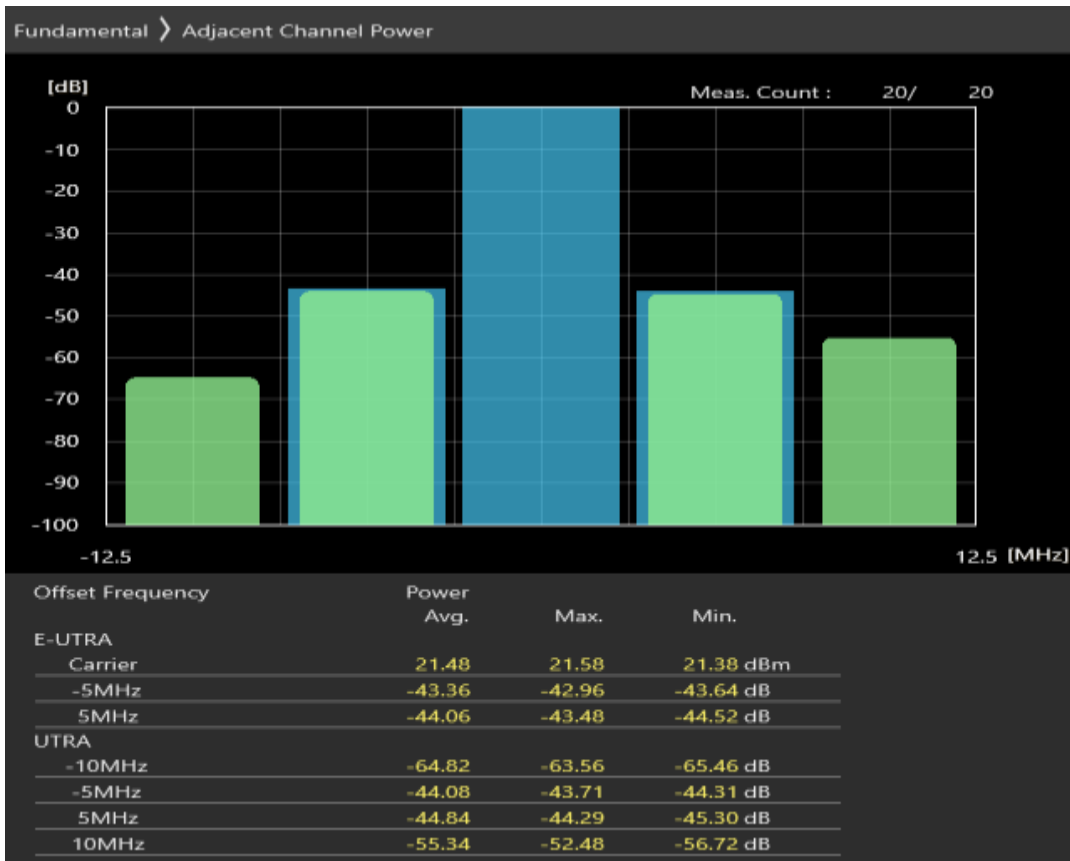 Fundamental ❯ Adjacent Channel Power
[dB]
Meas. Count : 20/ 20
0
-10
-20
-30
-40
-50
-60
-70
-80
-90
-100
-12.5 12.5 [MHz]
Offset Frequency Power
Avg. Max. Min.
E-UTRA
Carrier 21.48 21.58 21.38 dBm
-5MHz -43.36 -42.96 -43.64 dB
5MHz -44.06 -43.48 -44.52 dB
UTRA
-10MHz -64.82 -63.56 -65.46 dB
-5MHz -44.08 -43.71 -44.31 dB
5MHz -44.84 -44.29 -45.30 dB
10MHz -55.34 -52.48 -56.72 dB